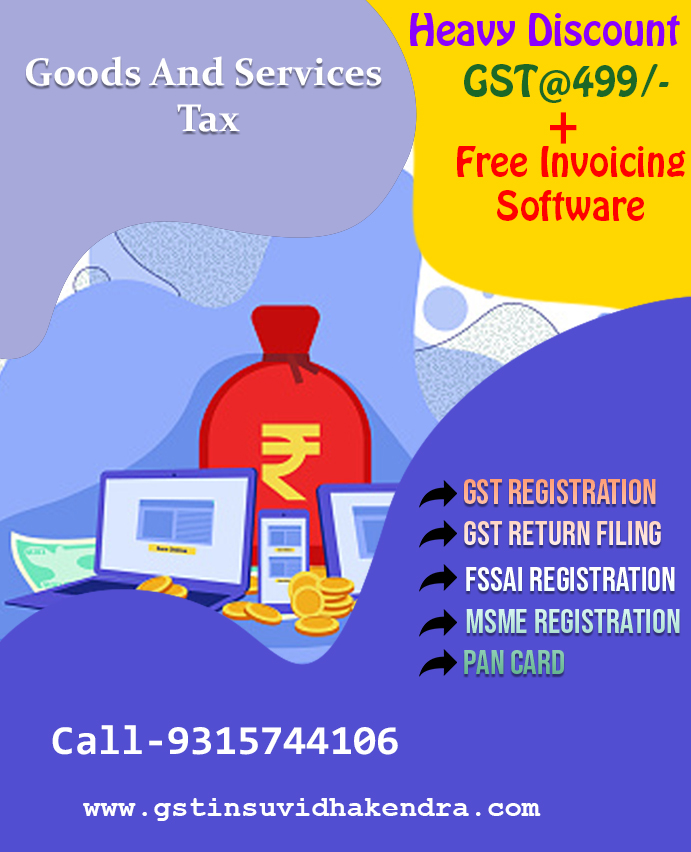 Goods And Services
Tax
Heavy Discount
GST@499/-
+
Free Invoicing
Software
₹
GST REGISTRATION
GST RETURN FILING
FSSAI REGISTRATION
MSME REGISTRATION
PAN CARD
Call-9315744106
www.gstinsuvidhakendra.com